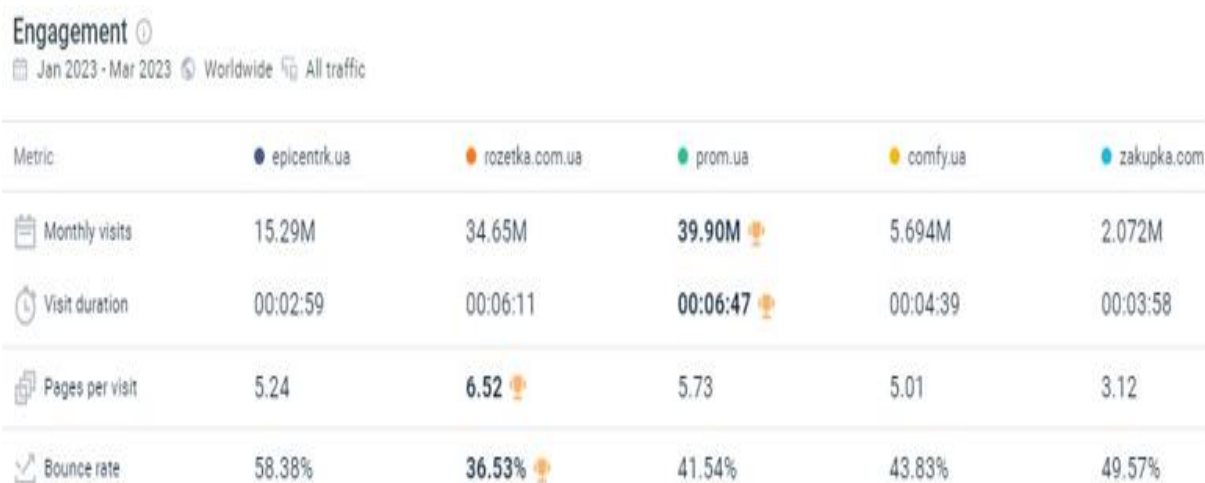 Engagement
Jan 2023 - Mar 2023 Worldwide All traffic
Metric epicentrk.ua rozetka.com.ua prom.ua comfy.ua zakupka.com
Monthly visits 15.29M 34.65M 39.90M 5.694M 2.072M
Visit duration 00:02:59 00:06:11 00:06:47 00:04:39 00:03:58
Pages per visit 5.24 6.52 5.73 5.01 3.12
Bounce rate 58.38% 36.53% 41.54% 43.83% 49.57%